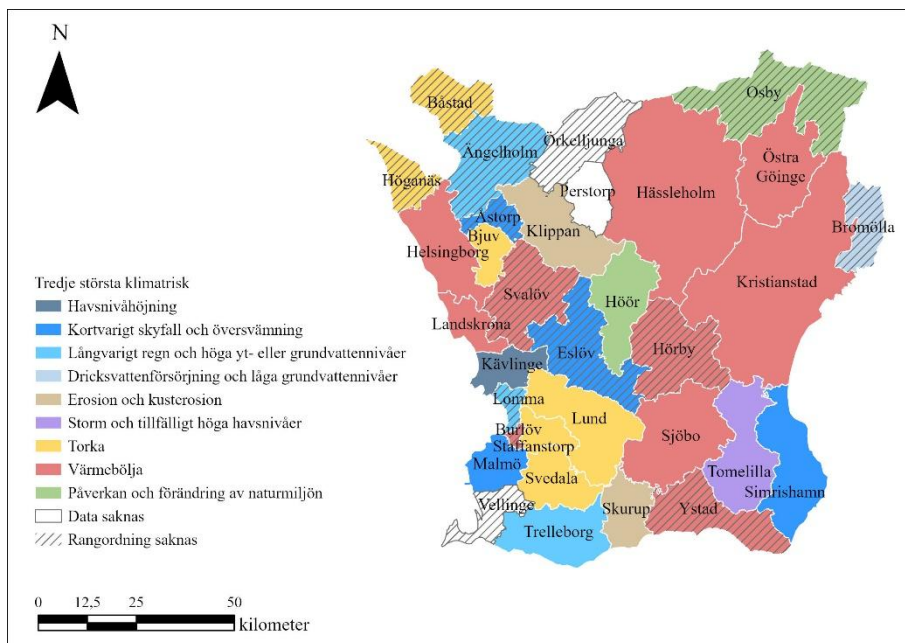 N
Båstad
Osby
Ängelholm
Örkelljunga
Höganäs
Perstorp
Hässleholm
Östra
Göinge
Åstorp
Klippan
Bjuv
Helsingborg
Bromölla
Kristianstad
Svalöv
Höör
Landskrona
Hörby
Eslöv
Kävlinge
Lomma
Lund
Burlöv
Sjöbo
Staffanstorp
Malmö
Svedala
Tomelilla
Simrishamn
Vellinge
Skurup
Ystad
Trelleborg
Tredje största klimatrisk
Havsnivåhöjning
Kortvarigt skyfall och översvämning
Långvarigt regn och höga yt- eller grundvattennivåer
Dricksvattenförsörjning och låga grundvattennivåer
Erosion och kusterosion
Storm och tillfälligt höga havsnivåer
Torka
Värmebölja
Påverkan och förändring av naturmiljön
Data saknas
Rangordning saknas
0 12,5 25 50
kilometer